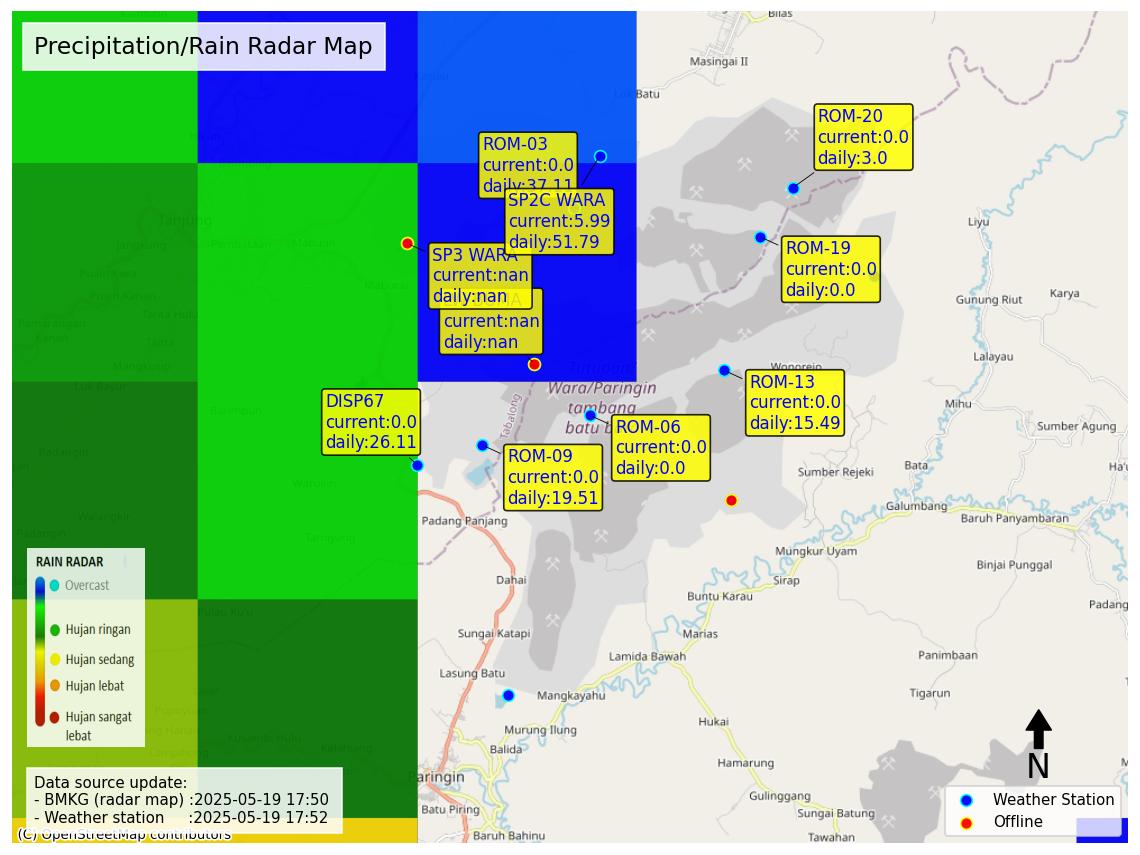 Precipitation/Rain Radar Map
Bilas
Masingai II
Batu
ROM-20
current:0.0
daily:3.0
ROM-03
current:0.0
daily:37.11
SP2C WARA
current:5.99
daily:51.79
Tanjung
Liyu
SP3 WARA
current:nan
daily:nan
current:nan
daily:nan
ROM-19
current:0.0
daily:0.0
Mabuun
Gunung Riut
Karya
Lalayau
Wonorejo
Wara/Paringin
tambang
batu
Tabalong
ROM-13
current:0.0
daily:15.49
Mihu
DISP67
current:0.0
daily:26.11
ROM-06
current:0.0
daily:0.0
Sumber Agung
ROM-09
current:0.0
daily:19.51
Sumber Rejeki
Bata
Galumbang
Baruh Panyambaran
Padang Panjang
Mungkur Uyam
Binjai Punggal
Dahai
Sirap
Buntu Karau
Padang
Sungai Katapi
Marias
Lamida Bawah
Panimbaan
Lasung Batu
Mangkayahu
Tigarun
Hukai
Murung Ilung
Balida
Hamarung
Paringin
Gulinggang
Batu Piring
Sungai Batung
Baruh Bahinu
Tawahan
RAIN RADAR
Overcast
Hujan ringan
Hujan sedang
Hujan lebat
Hujan sangat
lebat
Data source update:
- BMKG (radar map) :2025-05-19 17:50
- Weather station :2025-05-19 17:52
(C) OpenStreetMap contributors
N
Weather Station
Offline